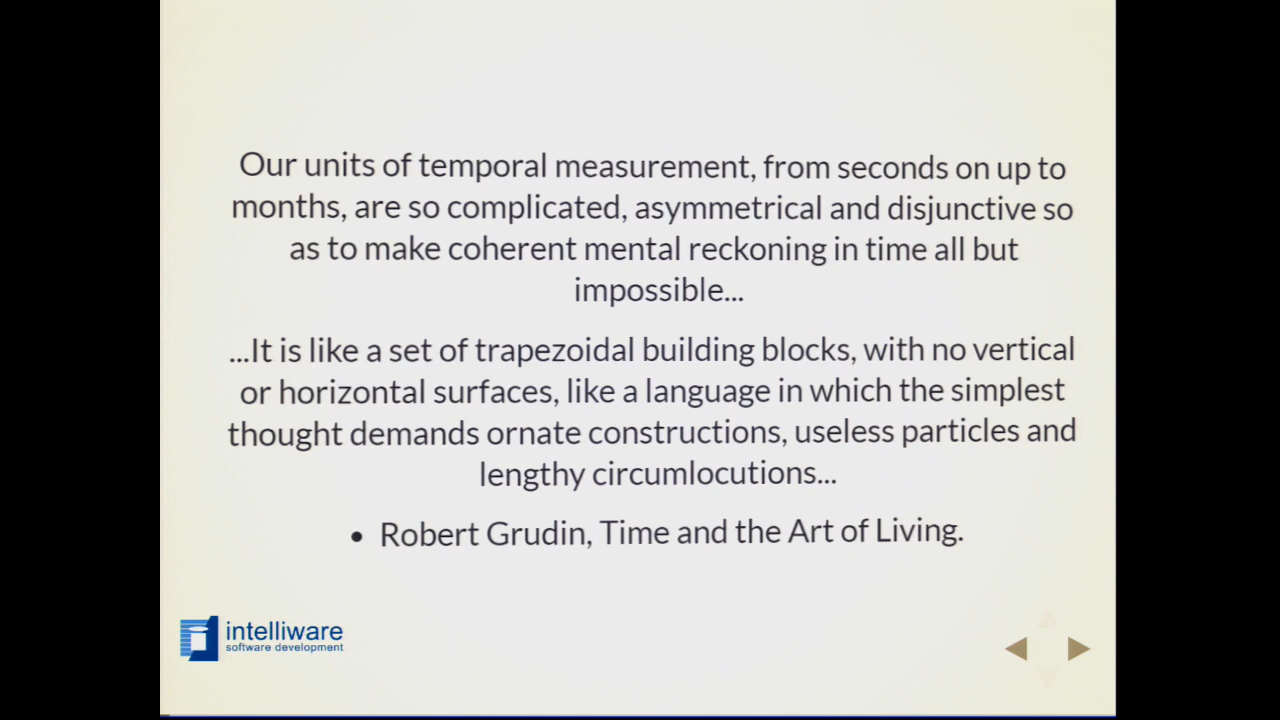 Our units of temporal measurement, from seconds on up to
months, are so complicated, asymmetrical and disjunctive so
as to make coherent mental reckoning in time all but
impossible...
...It is like a set of trapezoidal building blocks, with no vertical
or horizontal surfaces, like a language in which the simplest
thought demands ornate constructions, useless particles and
lengthy circumlocutions...
• Robert Grudin, Time and the Art of Living.
intelliware
software development